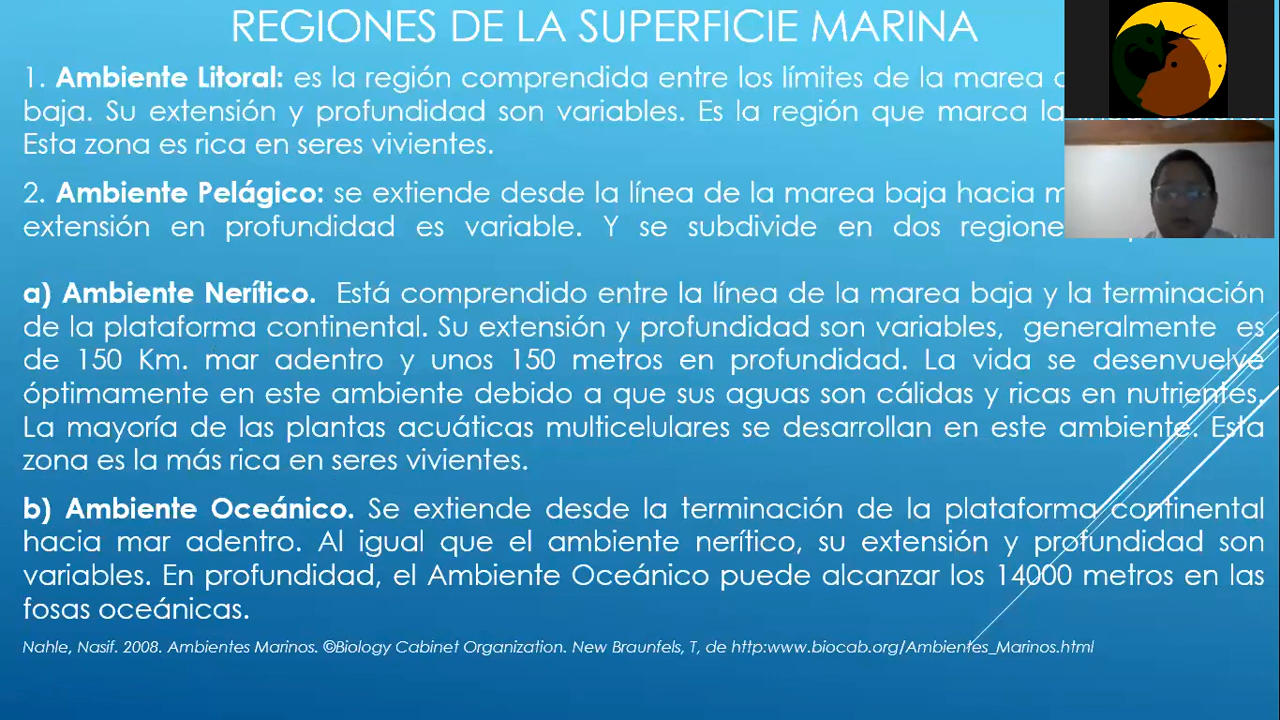 REGIONES DE LA SUPERFICIE MARINA
1. Ambiente Litoral: es la región comprendida entre los límites de la marea
baja. Su extensión y profundidad son variables. Es la región que marca la
Esta zona es rica en seres vivientes.
2. Ambiente Pelágico: se extiende desde la línea de la marea baja hacia
extensión en profundidad es variable. Y se subdivide en dos
a) Ambiente Nerítico. Está comprendido entre la línea de la marea baja y la terminación
de la plataforma continental. Su extensión y profundidad son variables, generalmente es
de 150 Km. mar adentro y unos 150 metros en profundidad. La vida se desenvuelve
óptimamente en este ambiente debido a que sus aguas son cálidas y ricas en nutrientes.
La mayoría de las plantas acuáticas multicelulares se desarrollan en este ambiente. Esta
zona es la más rica en seres vivientes.
b) Ambiente Oceánico. Se extiende desde la terminación de la plataforma continental
hacia mar adentro. Al igual que el ambiente nerítico, su extensión y profundidad son
variables. En profundidad, el Ambiente Oceánico puede alcanzar los 14000 metros en las
fosas oceánicas.
Nahle, Nasif. 2008. Ambientes Marinos. ©Biology Cabinet Organization. New Braunfels, T, de http:www.biocab.org/Ambientes_Marinos.html